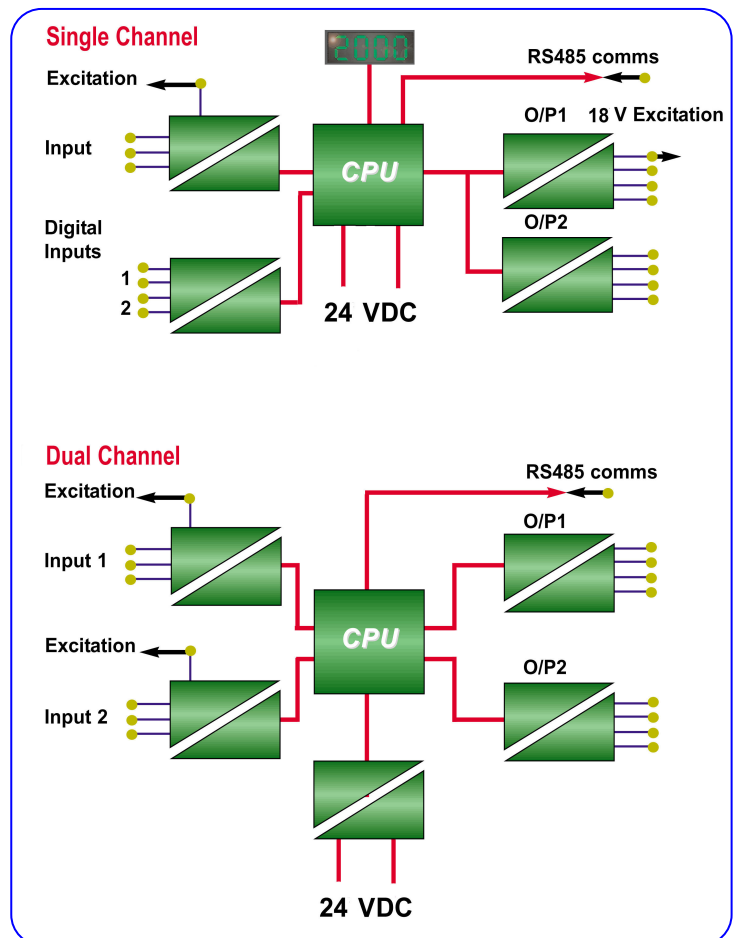 Single Channel
2000
RS485 comms
Excitation
O/P1
18 V Excitation
Input
CPU
Digital
Inputs
O/P2
1
2
24 VDC
Dual Channel
RS485 comms
Excitation
O/P1
Input 1
CPU
Excitation
O/P2
Input 2
24 VDC